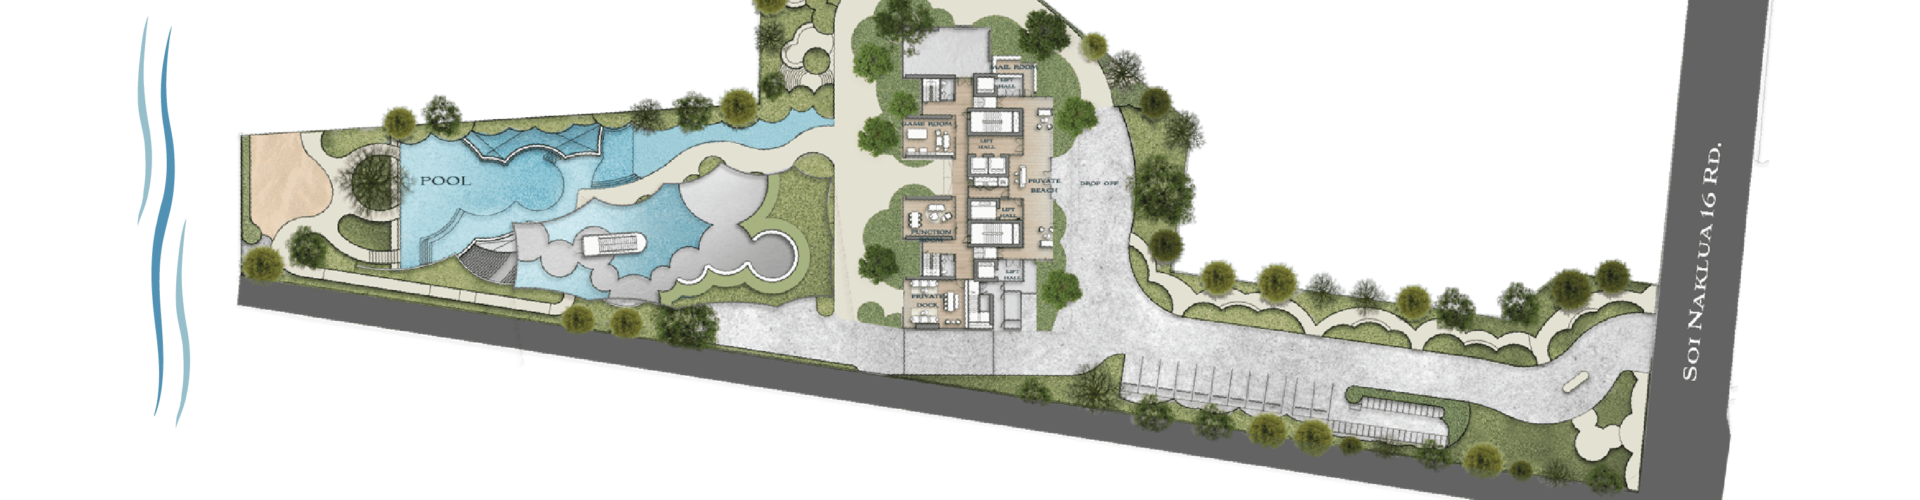 MAIL ROOM
LIFT
HALL
GAME ROOM
LIFT
HALL
POOL
PRIVATE
BEACH
DROP OFF
LIFT
HALL
FUNCTION
LIFT
HALL
PRIVATE
DOCK
SOI NAKLUA 16 RD.